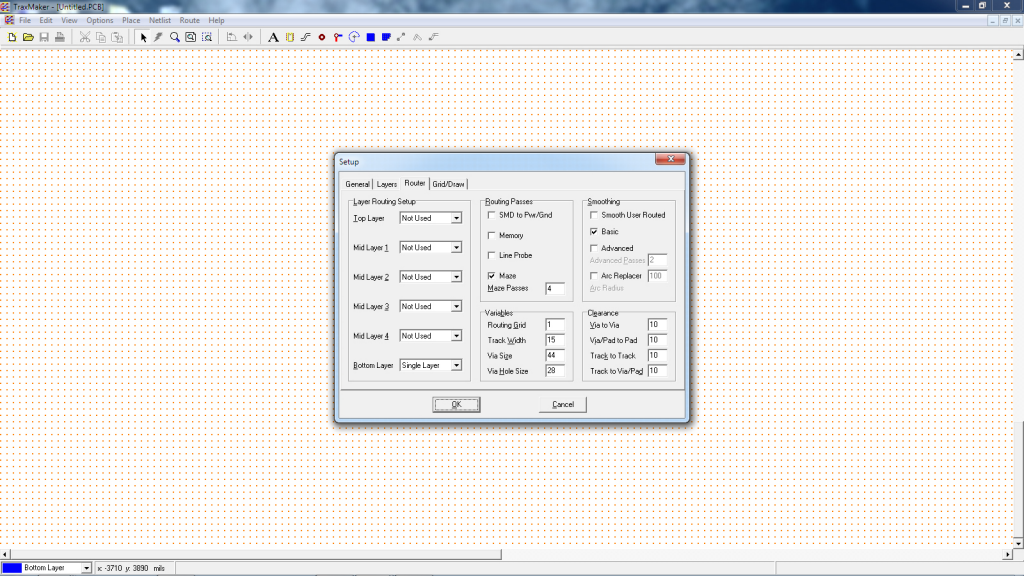 TraxMaker - [Untitled.PCB]
File Edit View Options Place Netlist Route Help
A
Setup
General Layers Router Grid/Draw
Layer Routing Setup
Top Layer Not Used
Mid Layer 1 Not Used
Mid Layer 2 Not Used
Mid Layer 3 Not Used
Mid Layer 4 Not Used
Bottom Layer Single Layer
Routing Passes
SMD to Pwr/Gnd
Memory
Line Probe
Maze
Maze Passes 4
Smoothing
Smooth User Routed
Basic
Advanced
Advanced Passes 2
Arc Replacer 100
Arc Radius
Variables
Routing Grid 1
Track Width 15
Via Size 44
Via Hole Size 28
Clearance
Via to Via 10
Via/Pad to Pad 10
Track to Track 10
Track to Via/Pad 10
OK Cancel
Bottom Layer x: -3710 y: 3890 mils